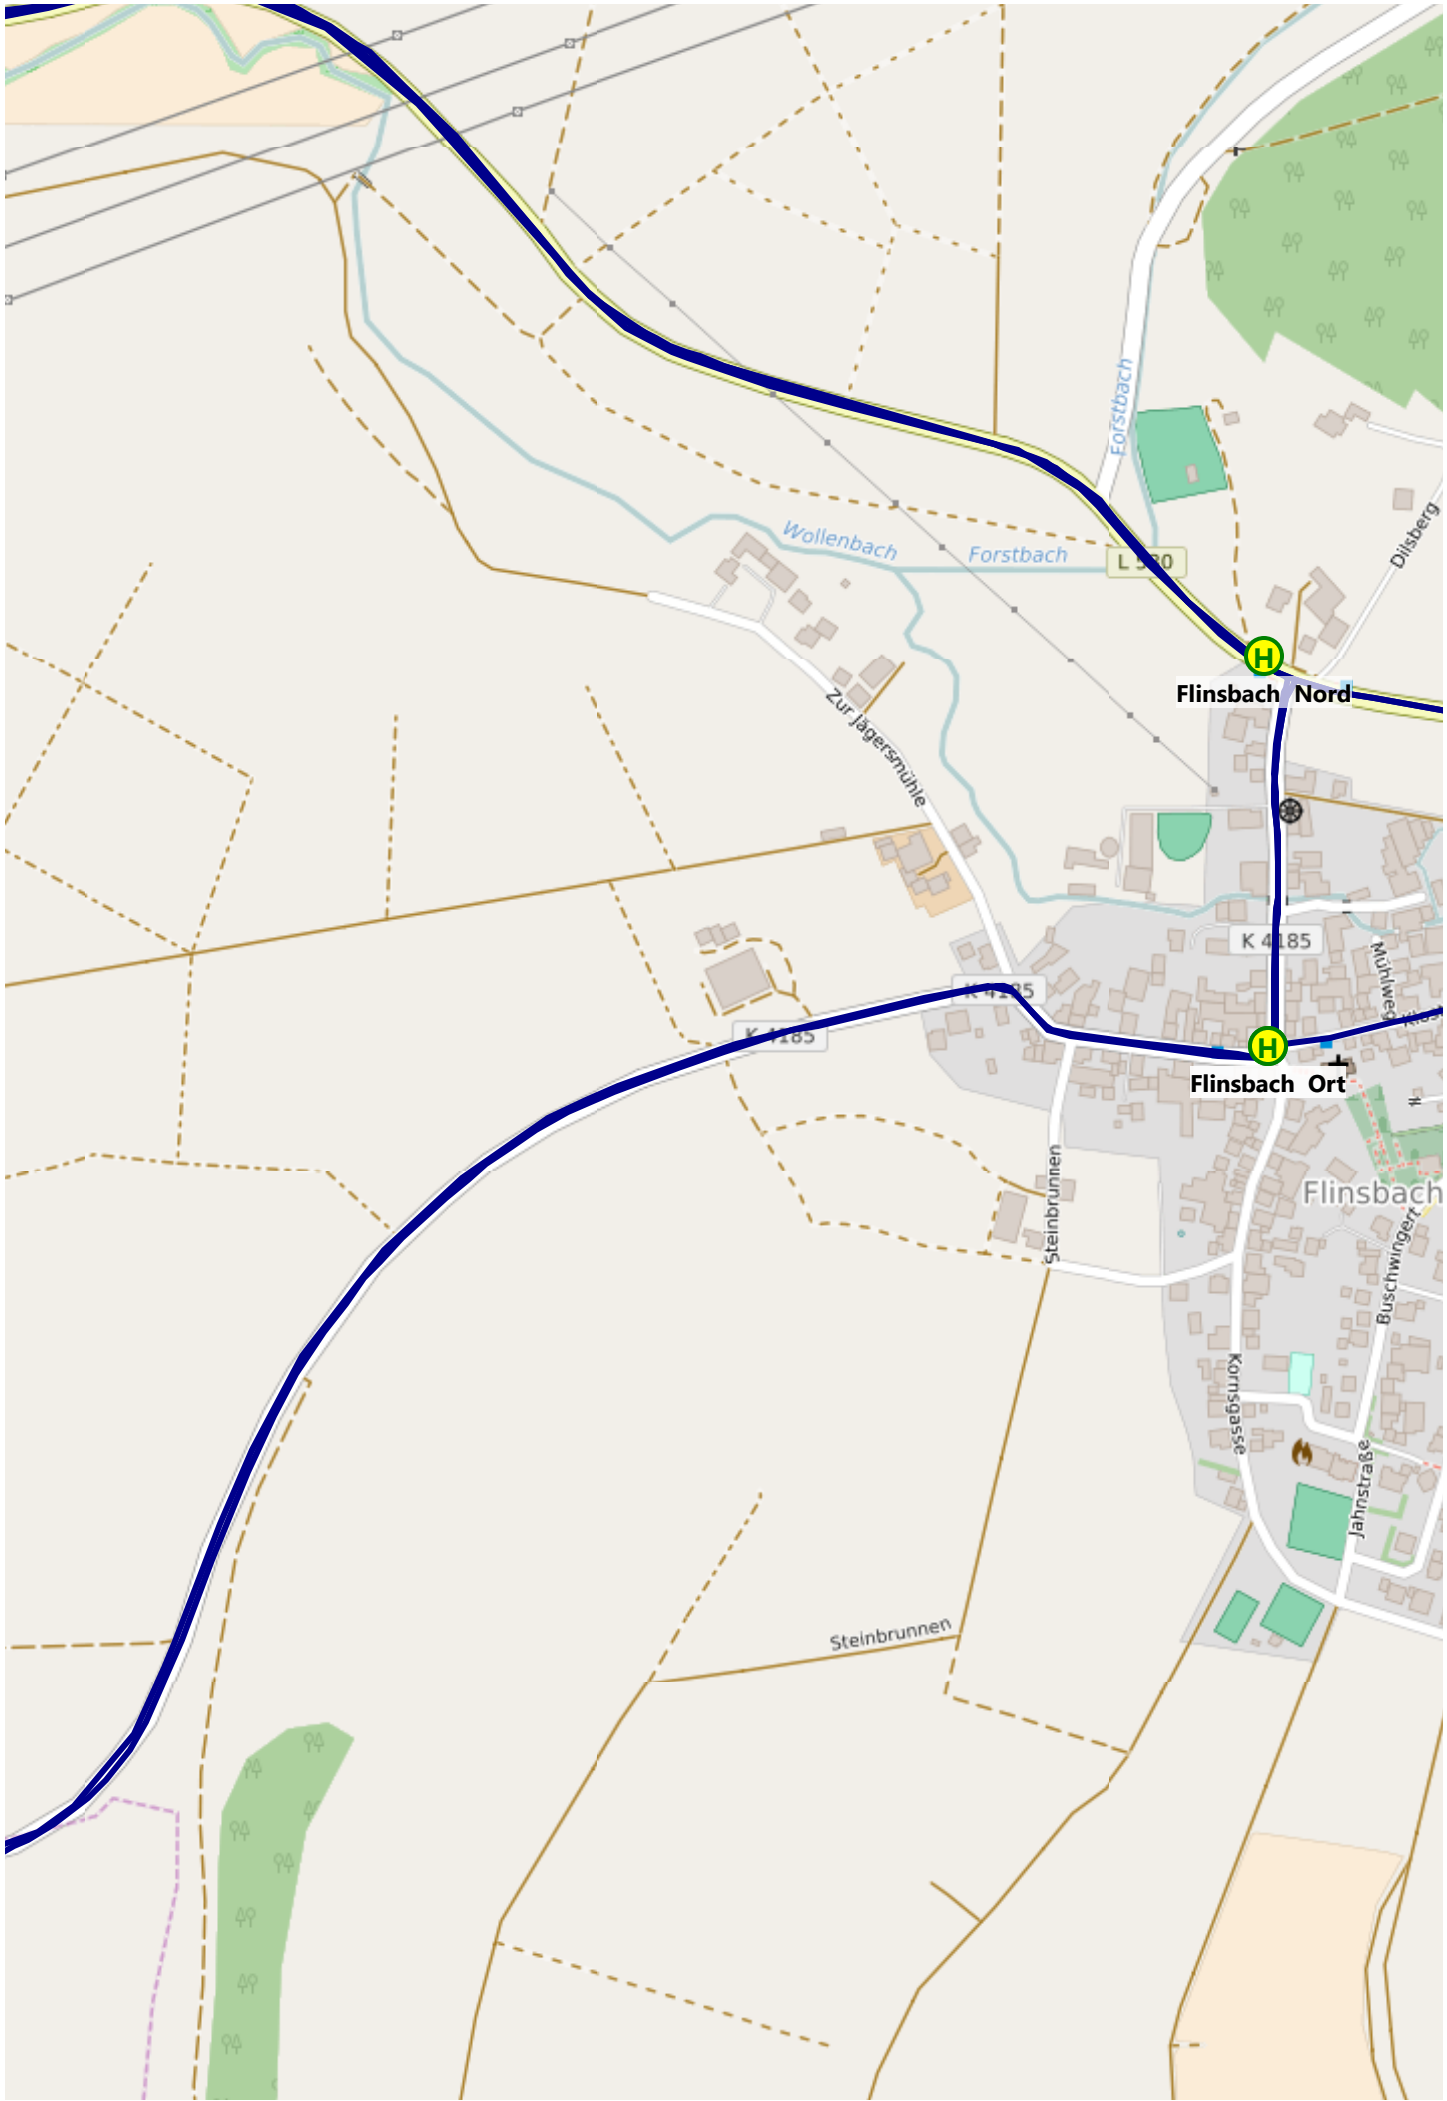 Forstbach
Wollenbach
Forstbach
L 530
Dilsberg
H
Flinsbach Nord
Zur Jägersmühle
K 4185
Mühlweg
K 4185
K 4185
H
Flinsbach Ort
Steinbrunnen
Flinsbach
Buschwingert
Kornsgasse
Jahnstraße
Steinbrunnen